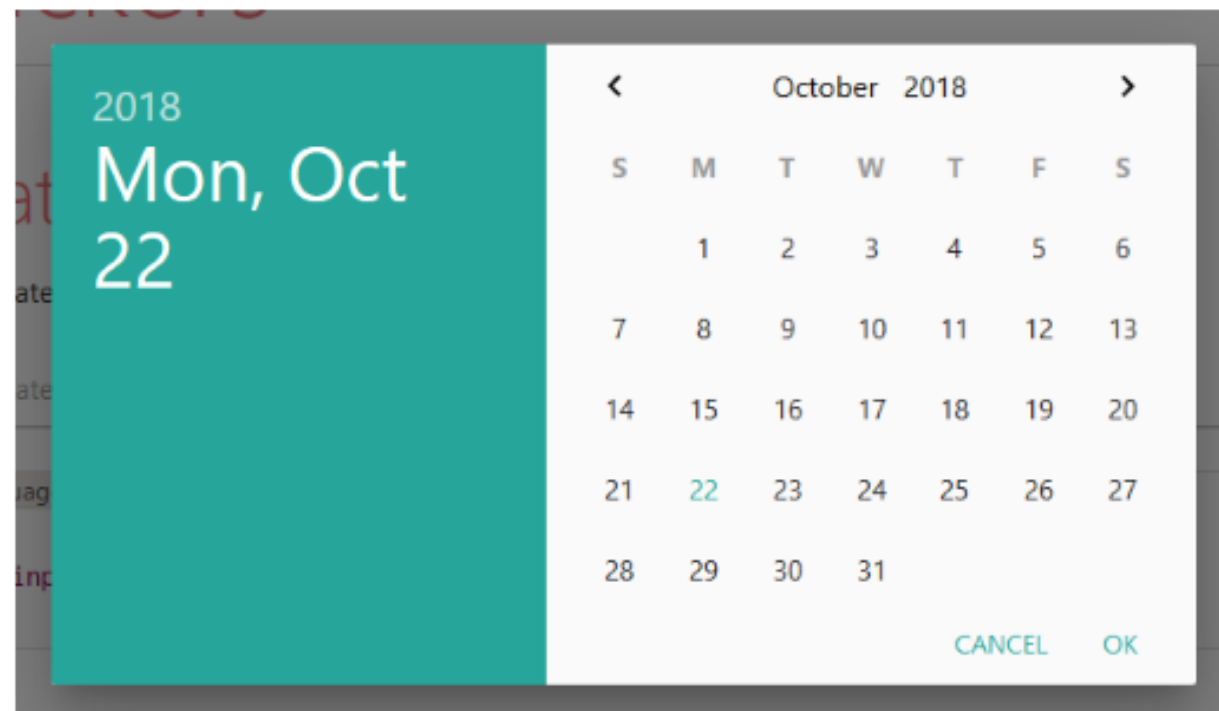 2018
Mon, Oct
22
October 2018
S M T W T F S
1 2 3 4 5 6
7 8 9 10 11 12 13
14 15 16 17 18 19 20
21 22 23 24 25 26 27
28 29 30 31
CANCEL OK